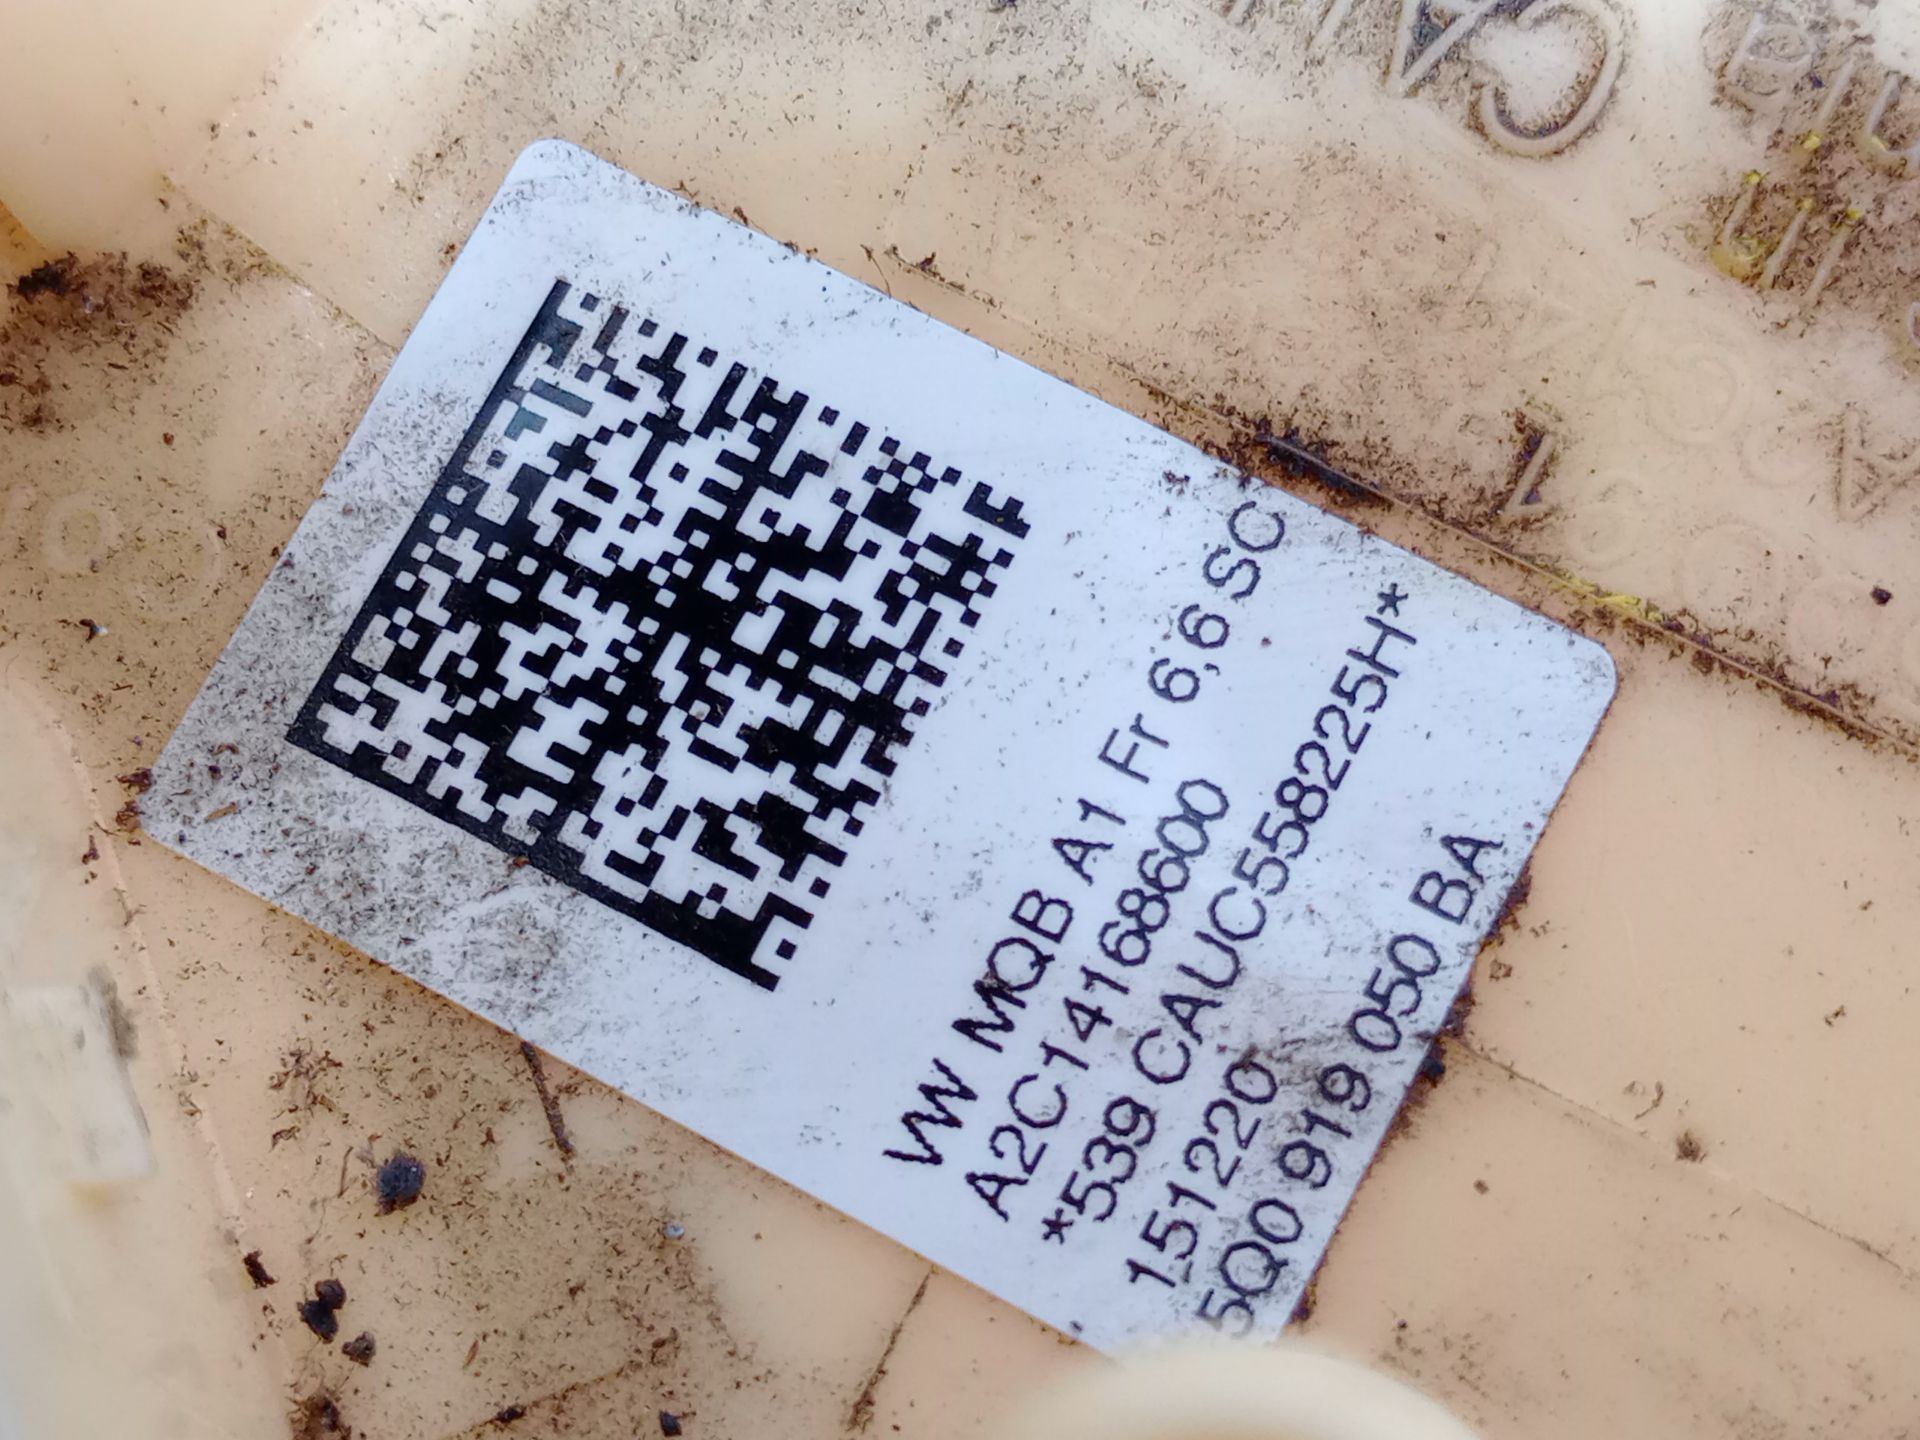 VW MQB A1 Fr 6,6 SC
A2C14168600
*539 CAUC558225H*
151220
5Q0 919 050 BA